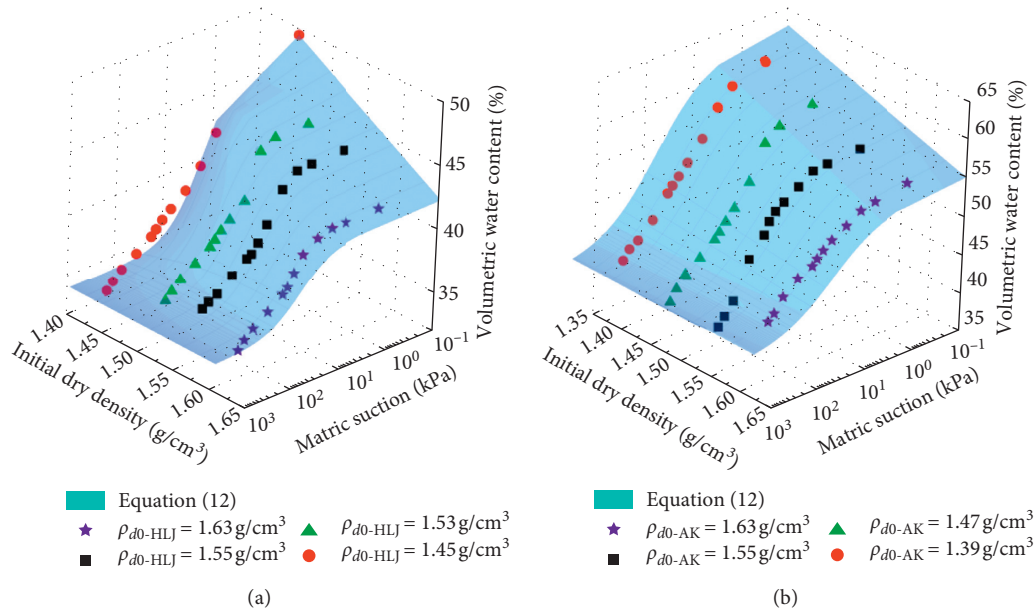 50
45
40
35
Volumetric water content (%)
1.40
1.45
1.50
1.55
1.60
1.65
Initial dry density (g/cm³)
10³
10²
10¹
10⁰
10⁻¹
Matric suction (kPa)
Equation (12)
ρd0-HLJ = 1.63 g/cm³
ρd0-HLJ = 1.53 g/cm³
ρd0-HLJ = 1.55 g/cm³
ρd0-HLJ = 1.45 g/cm³
(a)
65
60
55
50
45
40
35
Volumetric water content (%)
1.35
1.40
1.45
1.50
1.55
1.60
1.65
Initial dry density (g/cm³)
10³
10²
10¹
10⁰
10⁻¹
Matric suction (kPa)
Equation (12)
ρd0-AK = 1.63 g/cm³
ρd0-AK = 1.47 g/cm³
ρd0-AK = 1.55 g/cm³
ρd0-AK = 1.39 g/cm³
(b)